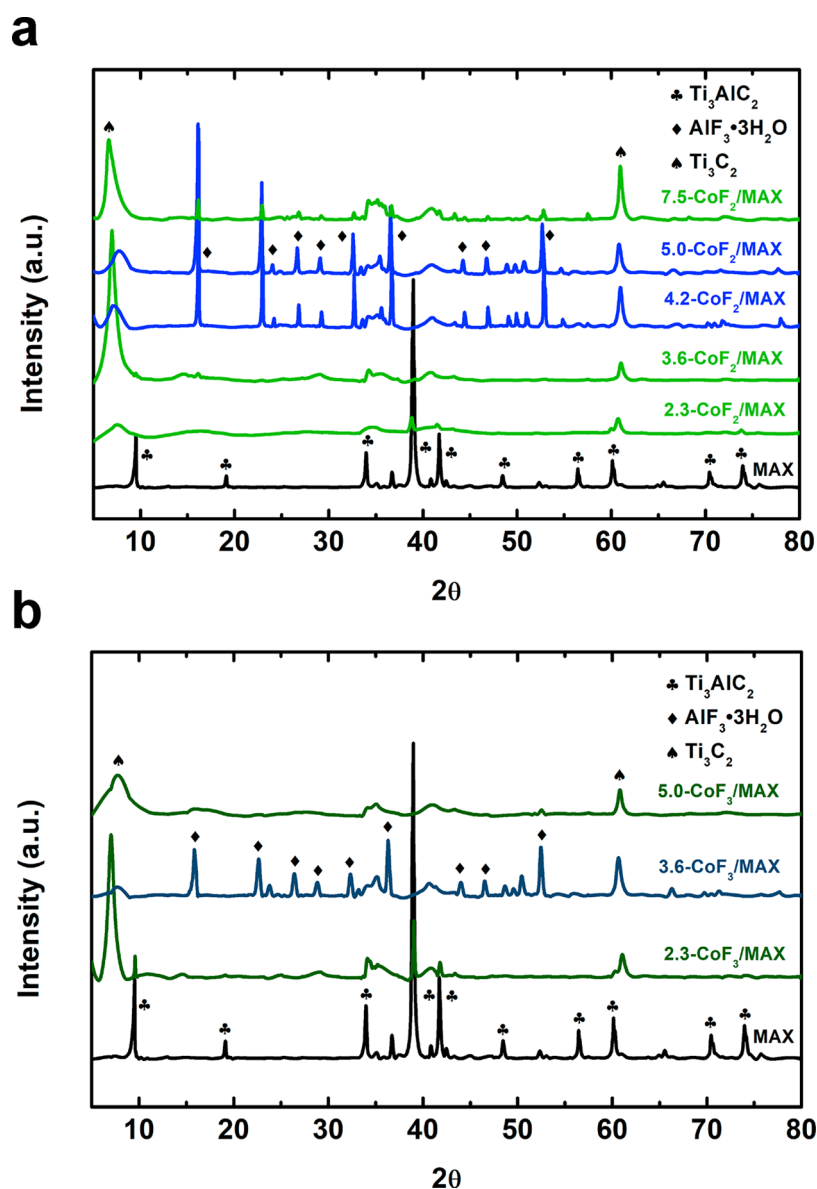 a
♣ Ti₃AlC₂
♦ AlF₃•3H₂O
♠ Ti₃C₂
7.5-CoF₂/MAX
5.0-CoF₂/MAX
4.2-CoF₂/MAX
3.6-CoF₂/MAX
2.3-CoF₂/MAX
MAX
Intensity (a.u.)
10 20 30 40 50 60 70 80
2θ
b
♣ Ti₃AlC₂
♦ AlF₃•3H₂O
♠ Ti₃C₂
5.0-CoF₃/MAX
3.6-CoF₃/MAX
2.3-CoF₃/MAX
MAX
Intensity (a.u.)
10 20 30 40 50 60 70 80
2θ